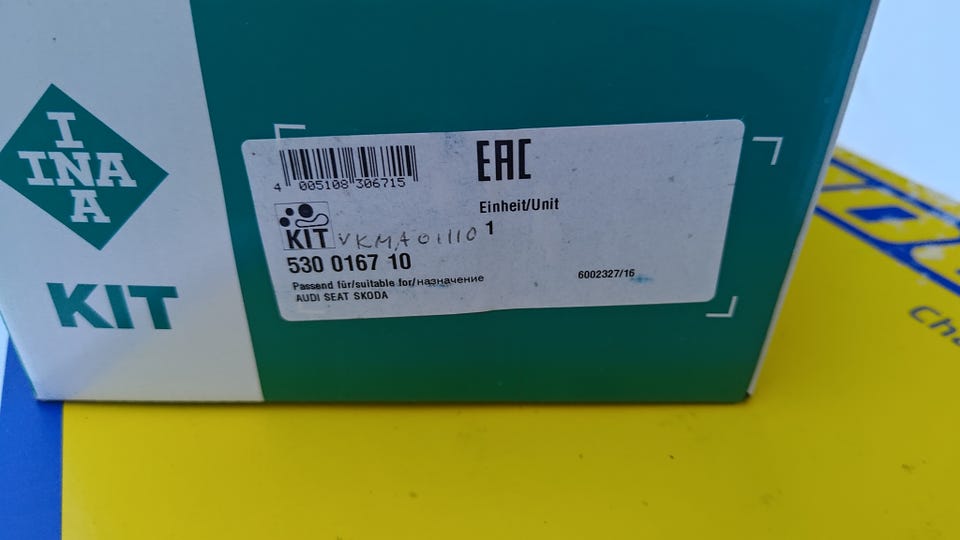 INA
INA
KIT
4 005108 306715
EAC
Einheit/Unit
1
KIT
VKMA01110
530 0167 10
Passend für/suitable for/назначение
AUDI SEAT SKODA
6002327/16